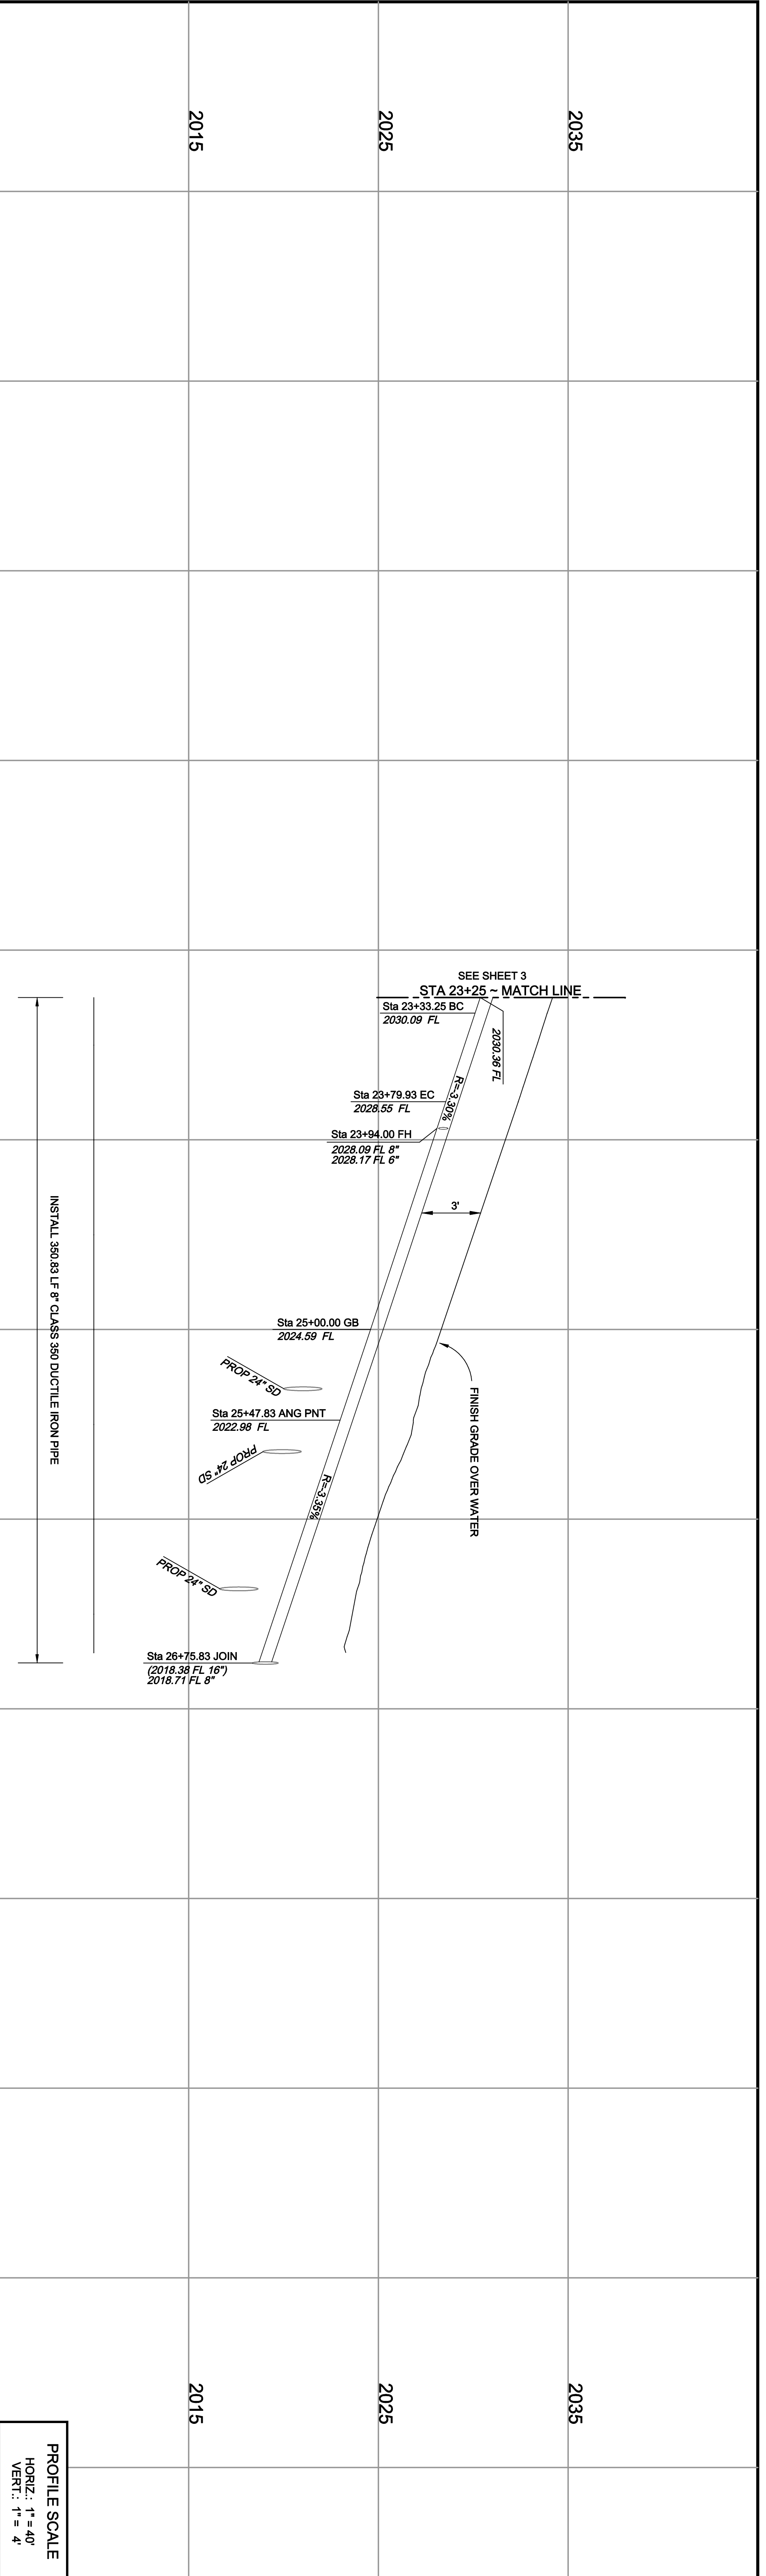 2035
2025
2015
SEE SHEET 3
STA 23+25 ~ MATCH LINE
Sta 23+33.25 BC
2030.09 FL
2030.36 FL
R=-3.30%
Sta 23+79.93 EC
2028.55 FL
Sta 23+94.00 FH
2028.09 FL 8"
2028.17 FL 6"
3'
Sta 25+00.00 GB
2024.59 FL
FINISH GRADE OVER WATER
PROP 24" SD
Sta 25+47.83 ANG PNT
2022.98 FL
PROP 24" SD
R=-3.35%
PROP 24" SD
Sta 26+75.83 JOIN
(2018.38 FL 16")
2018.71 FL 8"
INSTALL 350.83 LF 8" CLASS 350 DUCTILE IRON PIPE
2035
2025
2015
PROFILE SCALE
HORIZ.: 1" = 40'
VERT.: 1" = 4'